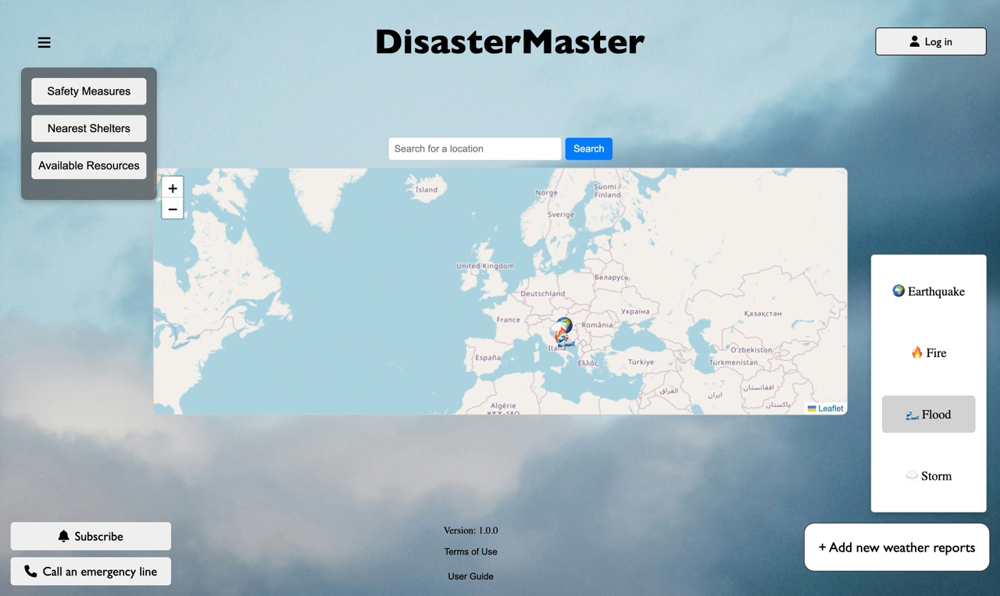 DisasterMaster
Log in
Safety Measures
Nearest Shelters
Available Resources
Search for a location
Search
+
−
Ísland
Norge
Suomi /
Finland
Sverige
United Kingdom
Беларусь
Deutschland
Україна
France
Қазақстан
România
Italia
España
Ελλάς
Türkiye
Oʻzbekiston
Türkmenistan
العراق
ایران
افغانستان
پاکستان
Algérie
Leaflet
Earthquake
Fire
Flood
Storm
Subscribe
Call an emergency line
Version: 1.0.0
Terms of Use
User Guide
+ Add new weather reports